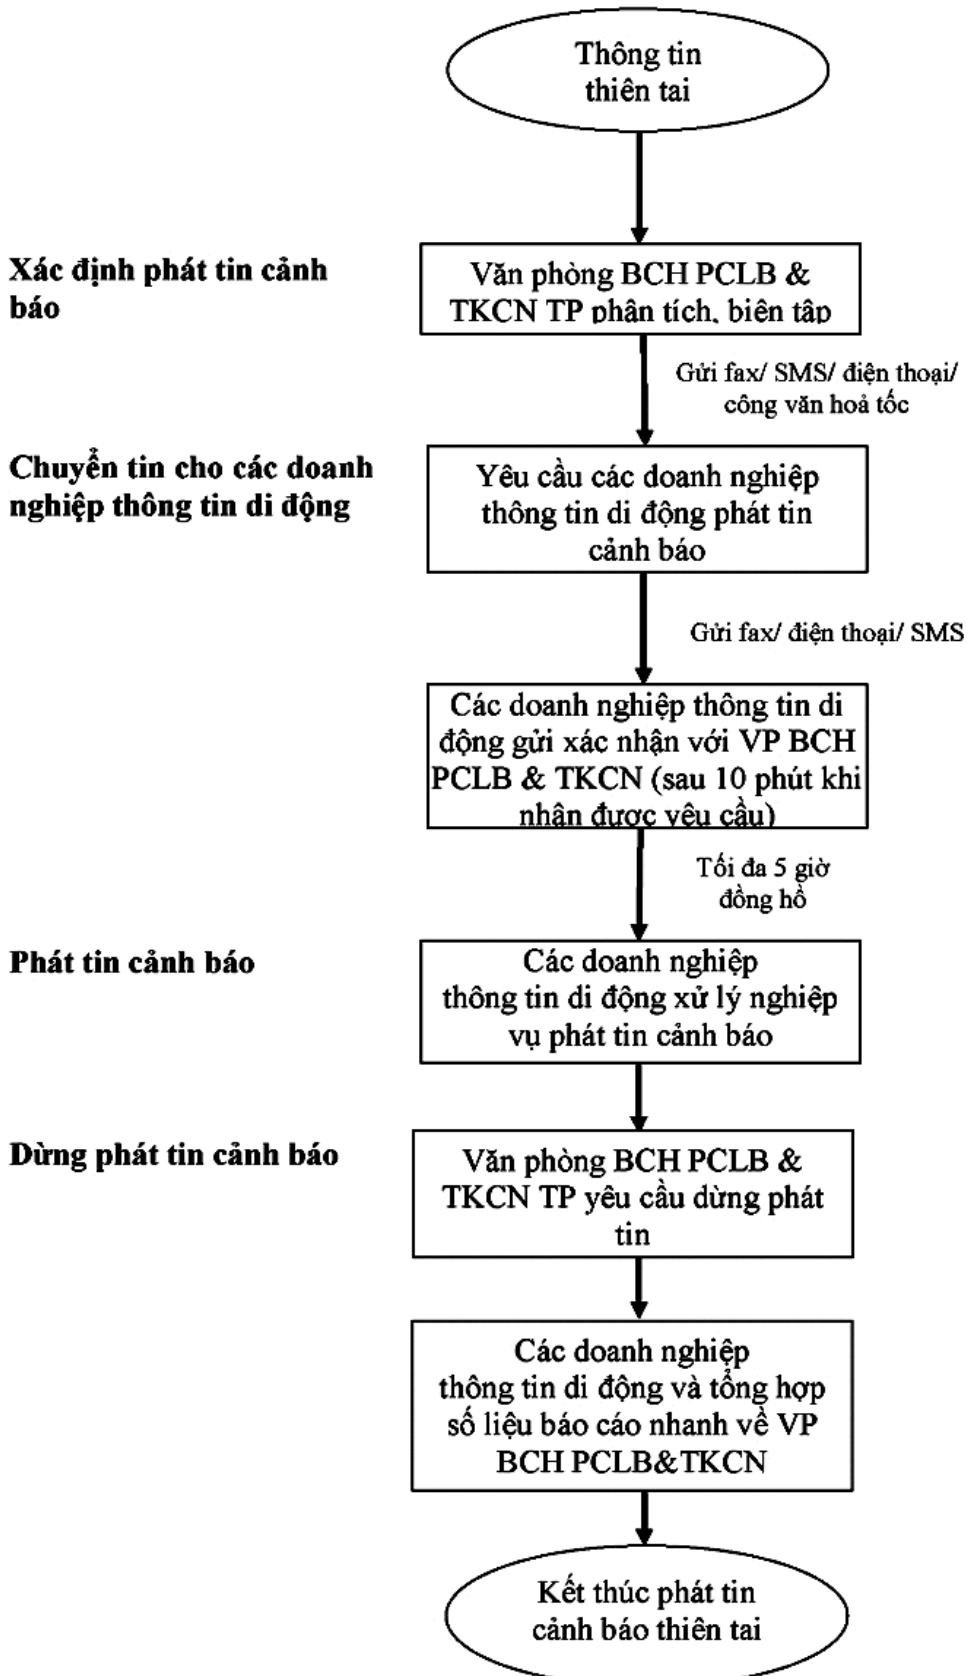 Thông tin
thiên tai
Xác định phát tin cảnh
báo
Văn phòng BCH PCLB &
TKCN TP phân tích, biên tập
Gửi fax/ SMS/ điện thoại/
công văn hoả tốc
Chuyển tin cho các doanh
nghiệp thông tin di động
Yêu cầu các doanh nghiệp
thông tin di động phát tin
cảnh báo
Gửi fax/ điện thoại/ SMS
Các doanh nghiệp thông tin di
động gửi xác nhận với VP BCH
PCLB & TKCN (sau 10 phút khi
nhận được yêu cầu)
Tối đa 5 giờ
đồng hồ
Phát tin cảnh báo
Các doanh nghiệp
thông tin di động xử lý nghiệp
vụ phát tin cảnh báo
Dừng phát tin cảnh báo
Văn phòng BCH PCLB &
TKCN TP yêu cầu dừng phát
tin
Các doanh nghiệp
thông tin di động và tổng hợp
số liệu báo cáo nhanh về VP
BCH PCLB&TKCN
Kết thúc phát tin
cảnh báo thiên tai